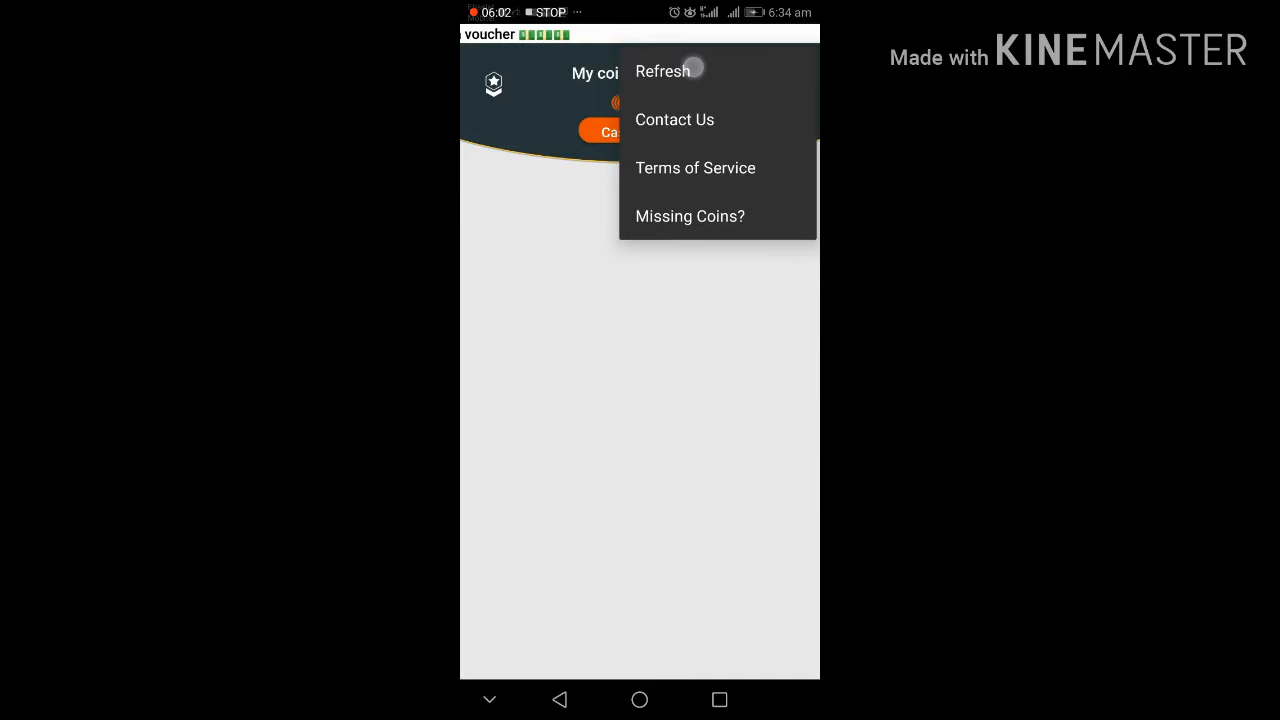 06:02 STOP ... 6:34 am
voucher
Made with KINEMASTER
My coi
Refresh
Contact Us
Ca
Terms of Service
Missing Coins?